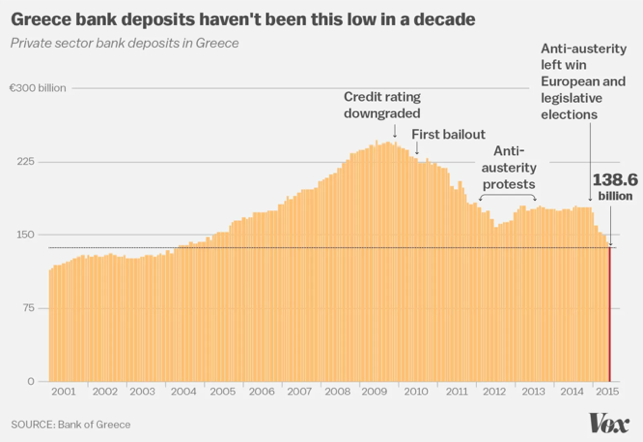 Greece bank deposits haven't been this low in a decade
Private sector bank deposits in Greece
€300 billion
225
150
75
0
Credit rating
downgraded
First bailout
Anti-
austerity
protests
Anti-austerity
left win
European and
legislative
elections
138.6
billion
2001 2002 2003 2004 2005 2006 2007 2008 2009 2010 2011 2012 2013 2014 2015
SOURCE: Bank of Greece
Vox